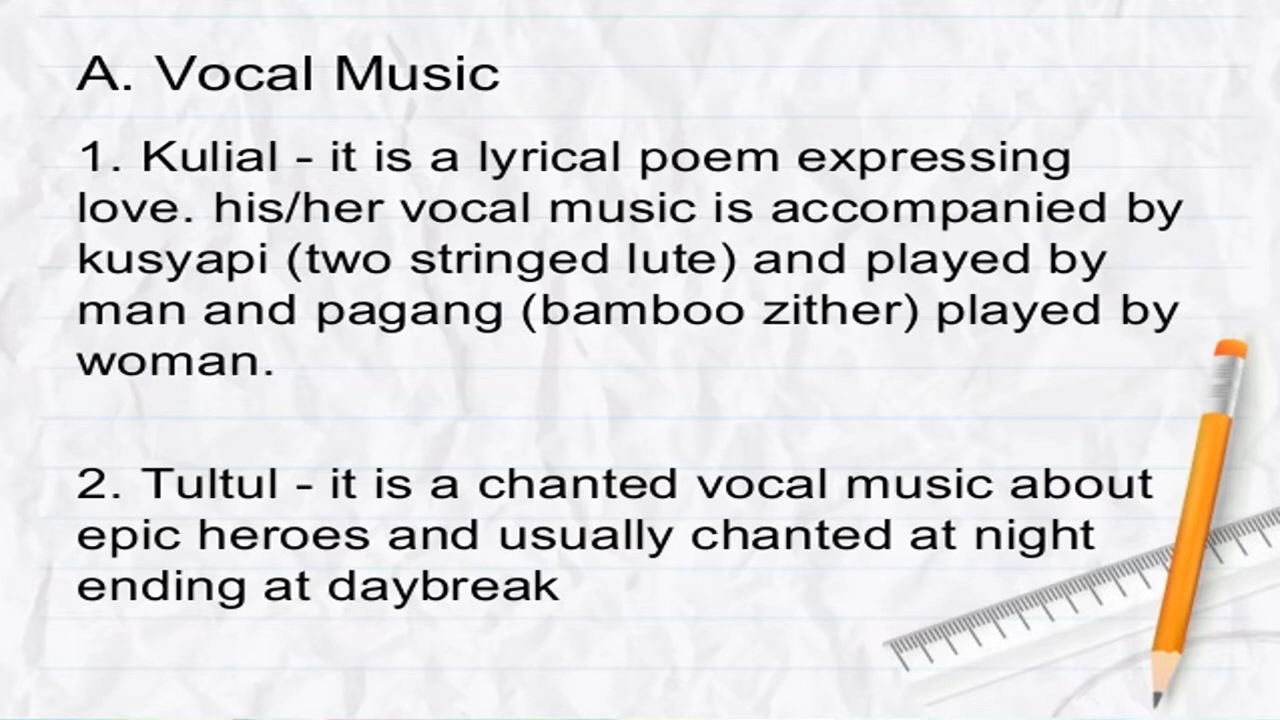 A. Vocal Music
1. Kulial - it is a lyrical poem expressing
love. his/her vocal music is accompanied by
kusyapi (two stringed lute) and played by
man and pagang (bamboo zither) played by
woman.
2. Tultul - it is a chanted vocal music about
epic heroes and usually chanted at night
ending at daybreak